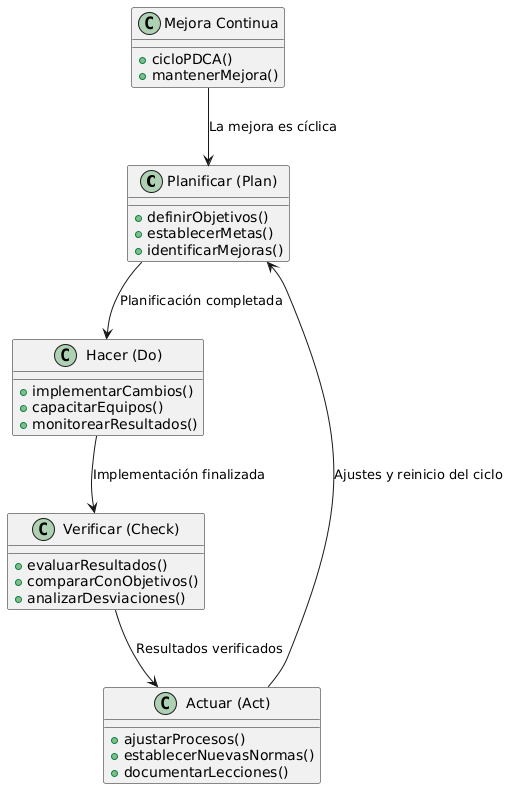 C Mejora Continua
cicloPDCA()
mantenerMejora()
La mejora es cíclica
C Planificar (Plan)
definirObjetivos()
establecerMetas()
identificarMejoras()
Planificación completada
C Hacer (Do)
implementarCambios()
capacitarEquipos()
monitorearResultados()
Implementación finalizada
Ajustes y reinicio del ciclo
C Verificar (Check)
evaluarResultados()
compararConObjetivos()
analizarDesviaciones()
Resultados verificados
C Actuar (Act)
ajustarProcesos()
establecerNuevasNormas()
documentarLecciones()